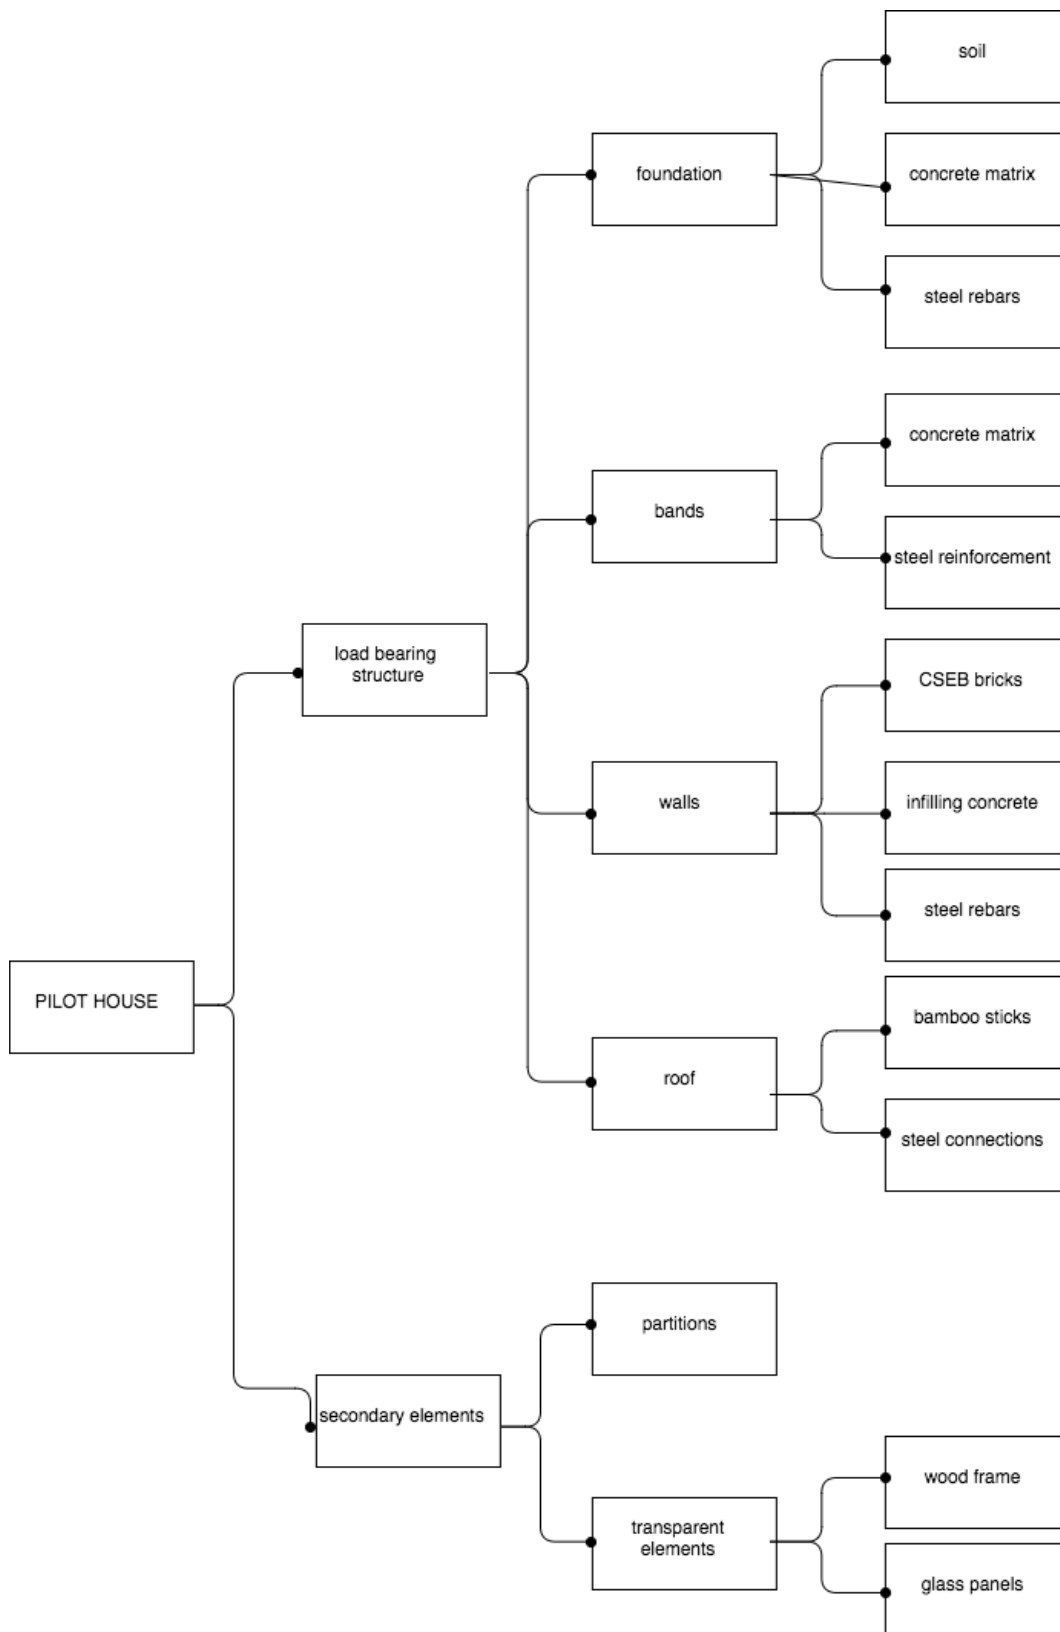 soil
foundation
concrete matrix
steel rebars
concrete matrix
bands
steel reinforcement
load bearing
structure
CSEB bricks
walls
infilling concrete
steel rebars
PILOT HOUSE
bamboo sticks
roof
steel connections
partitions
secondary elements
wood frame
transparent
elements
glass panels